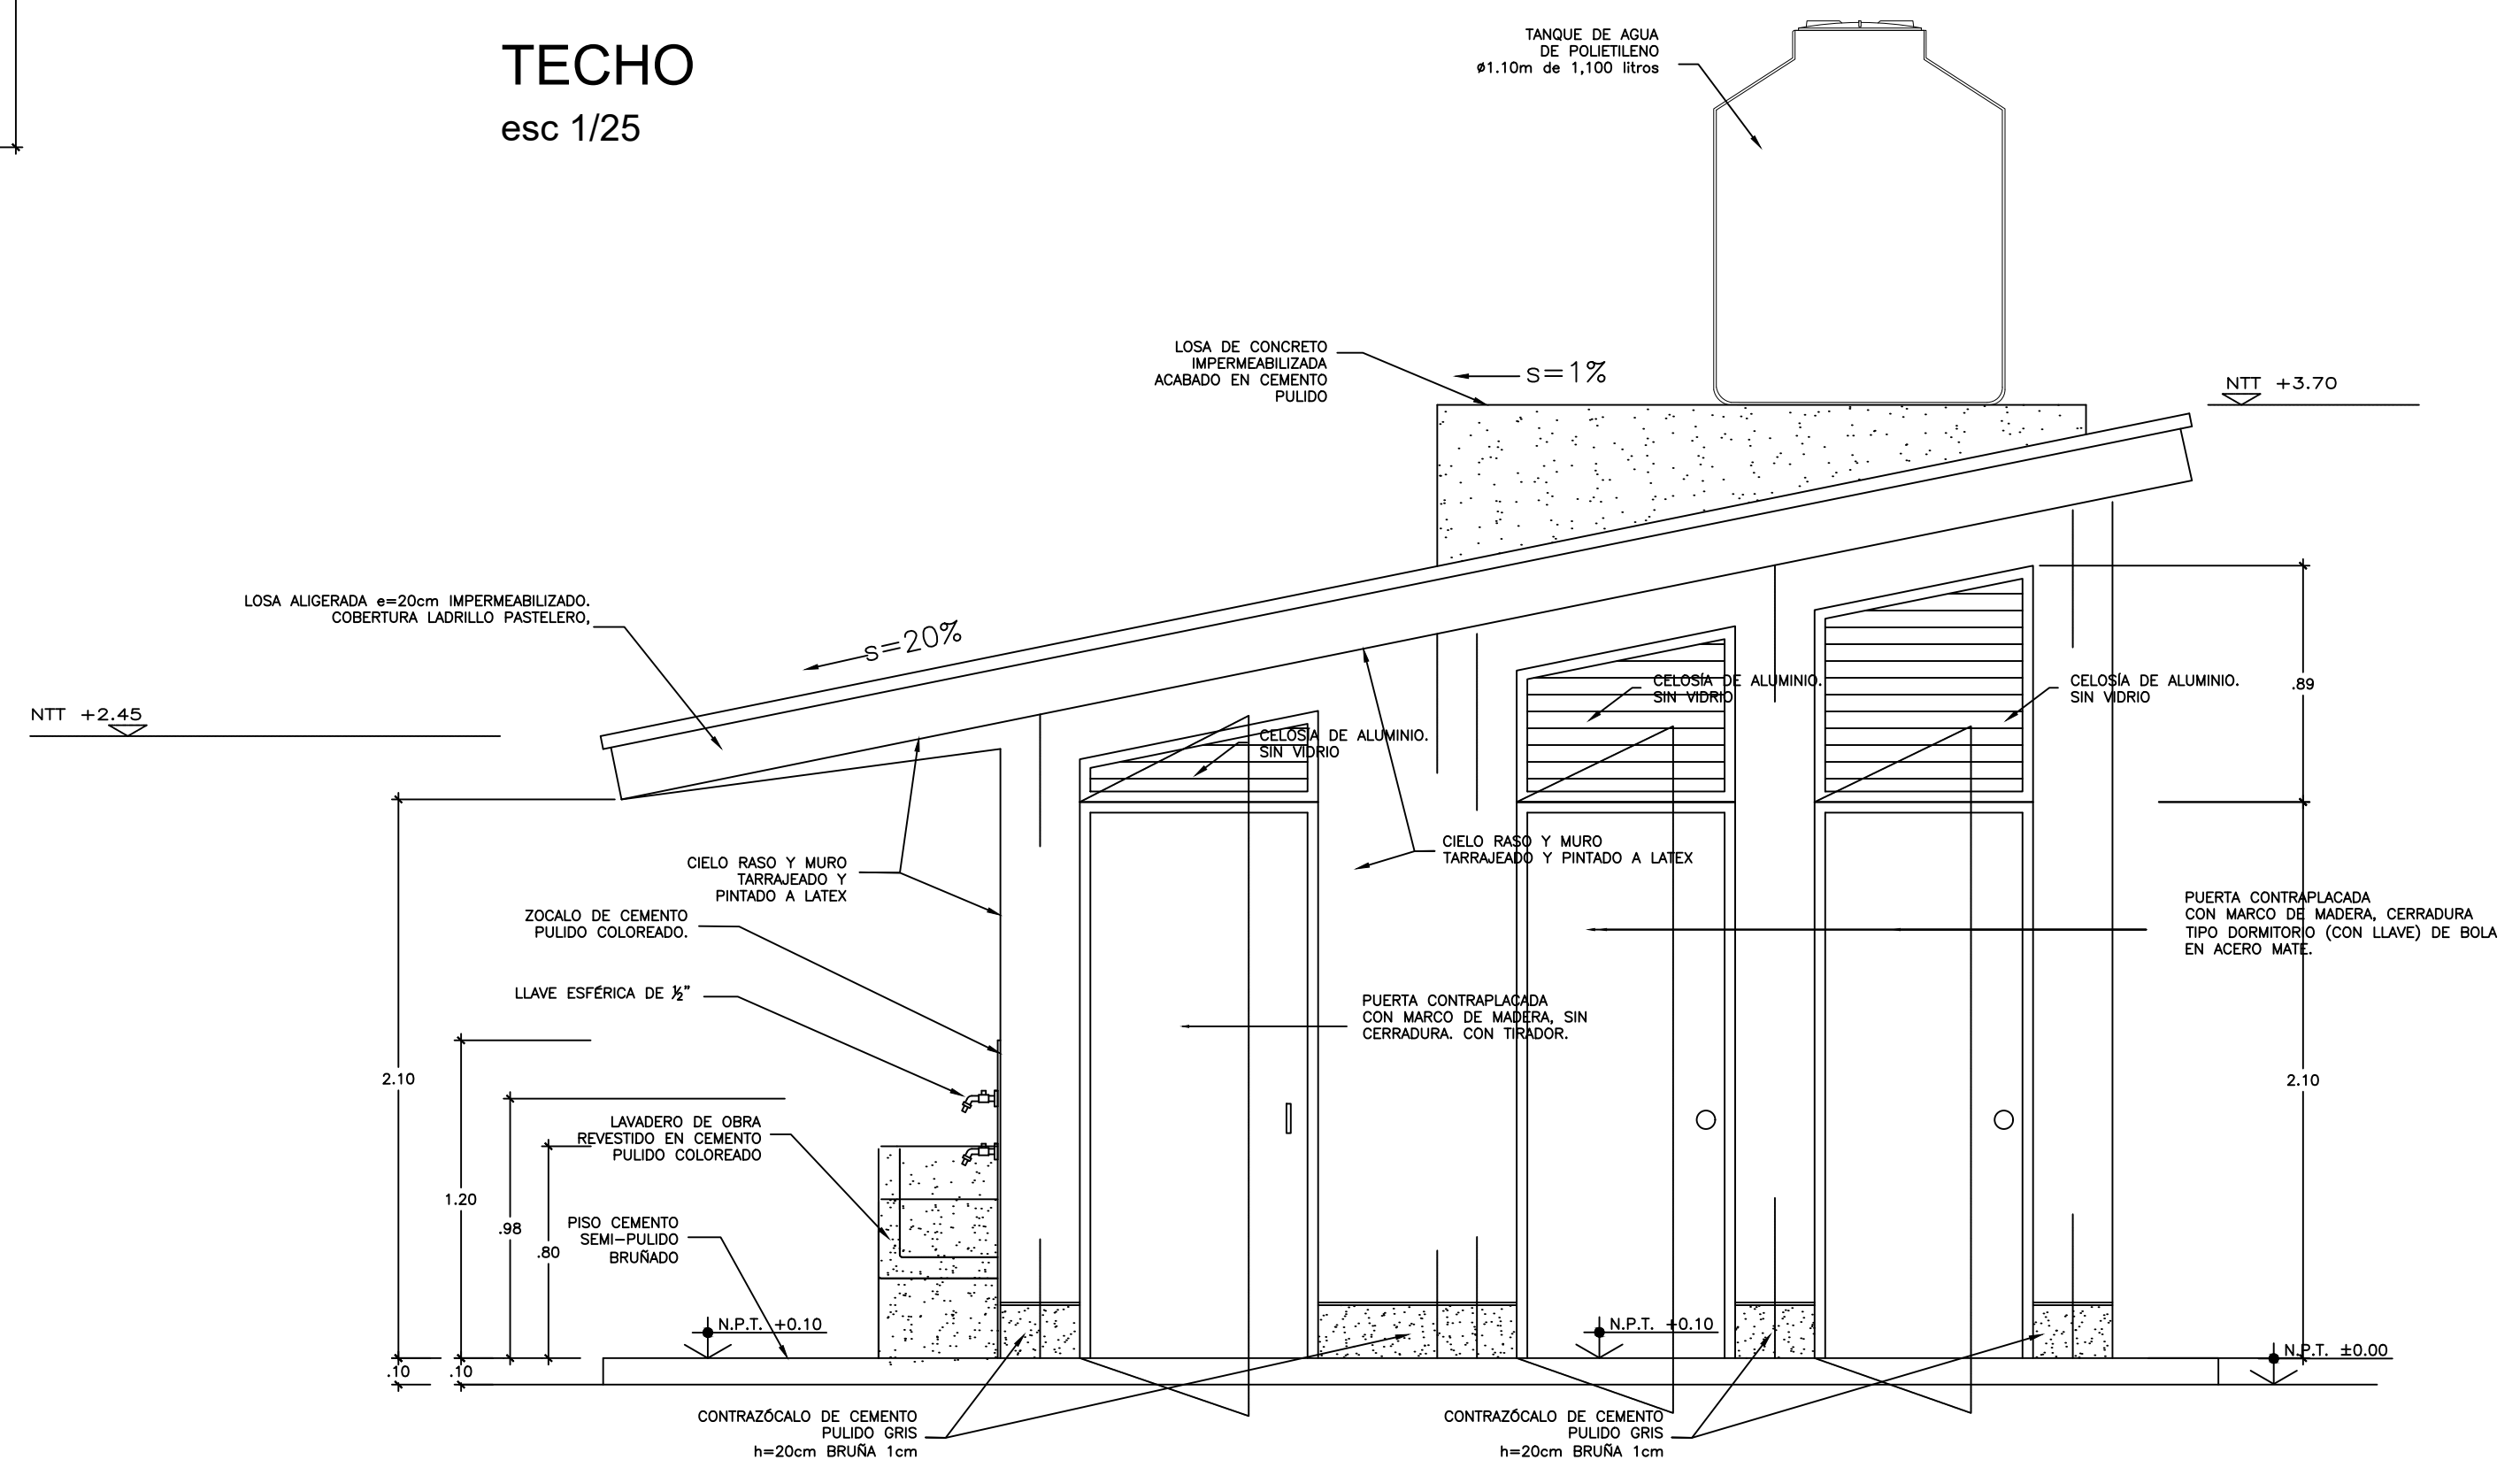 TECHO
esc 1/25
TANQUE DE AGUA
DE POLIETILENO
ø1.10m de 1,100 litros
LOSA DE CONCRETO
IMPERMEABILIZADA
ACABADO EN CEMENTO
PULIDO
s=1%
NTT +3.70
LOSA ALIGERADA e=20cm IMPERMEABILIZADO.
COBERTURA LADRILLO PASTELERO,
s=20%
NTT +2.45
CELOSÍA DE ALUMINIO.
SIN VIDRIO
CELOSÍA DE ALUMINIO.
SIN VIDRIO
CELOSÍA DE ALUMINIO.
SIN VIDRIO
.89
CIELO RASO Y MURO
TARRAJEADO Y
PINTADO A LATEX
CIELO RASO Y MURO
TARRAJEADO Y PINTADO A LATEX
ZOCALO DE CEMENTO
PULIDO COLOREADO.
PUERTA CONTRAPLACADA
CON MARCO DE MADERA, CERRADURA
TIPO DORMITORIO (CON LLAVE) DE BOLA
EN ACERO MATE.
LLAVE ESFÉRICA DE ½”
PUERTA CONTRAPLACADA
CON MARCO DE MADERA, SIN
CERRADURA. CON TIRADOR.
2.10
2.10
LAVADERO DE OBRA
REVESTIDO EN CEMENTO
PULIDO COLOREADO
1.20
.98
.80
PISO CEMENTO
SEMI-PULIDO
BRUÑADO
N.P.T. +0.10
N.P.T. +0.10
N.P.T. ±0.00
.10
.10
CONTRAZÓCALO DE CEMENTO
PULIDO GRIS
h=20cm BRUÑA 1cm
CONTRAZÓCALO DE CEMENTO
PULIDO GRIS
h=20cm BRUÑA 1cm